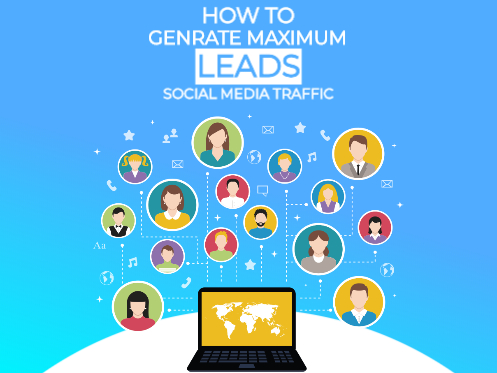 HOW TO
GENRATE MAXIMUM
LEADS
SOCIAL MEDIA TRAFFIC
Aa